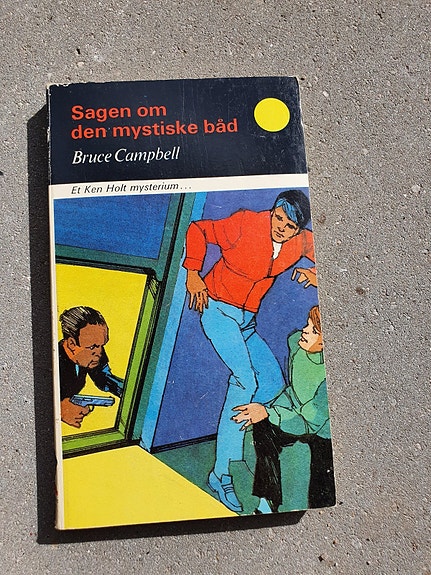 Sagen om
den mystiske båd
Bruce Campbell
Et Ken Holt mysterium...